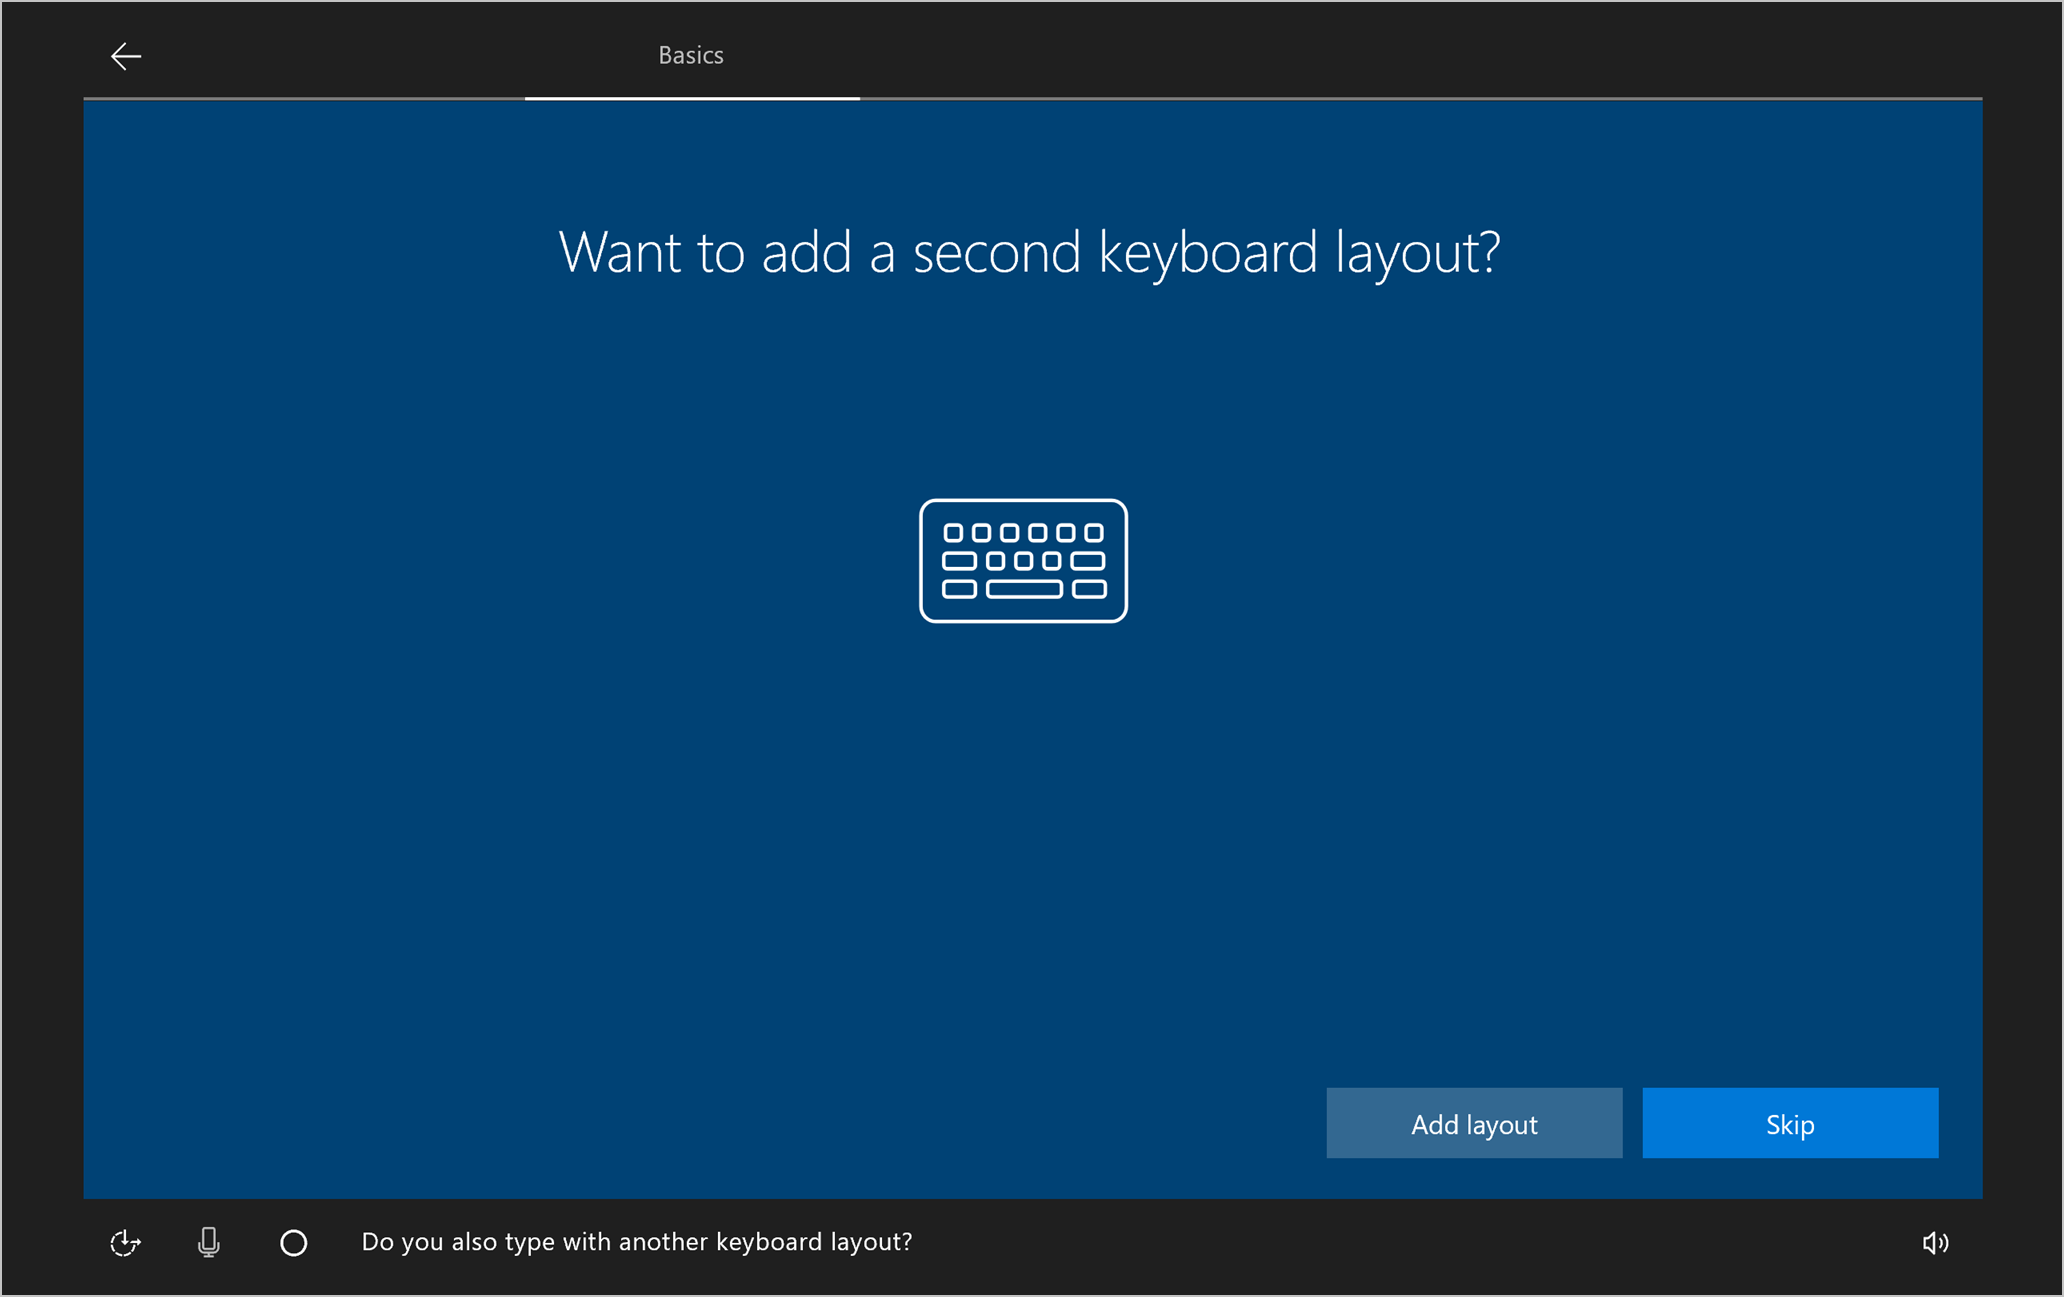 Basics
Want to add a second keyboard layout?
Add layout
Skip
Do you also type with another keyboard layout?